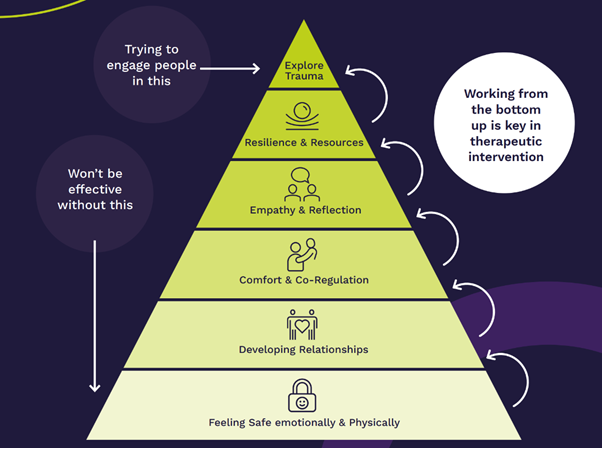 Trying to
engage people
in this
Explore
Trauma
Working from
the bottom
up is key in
therapeutic
intervention
Resilience & Resources
Won't be
effective
without this
Empathy & Reflection
Comfort & Co-Regulation
Developing Relationships
Feeling Safe emotionally & Physically